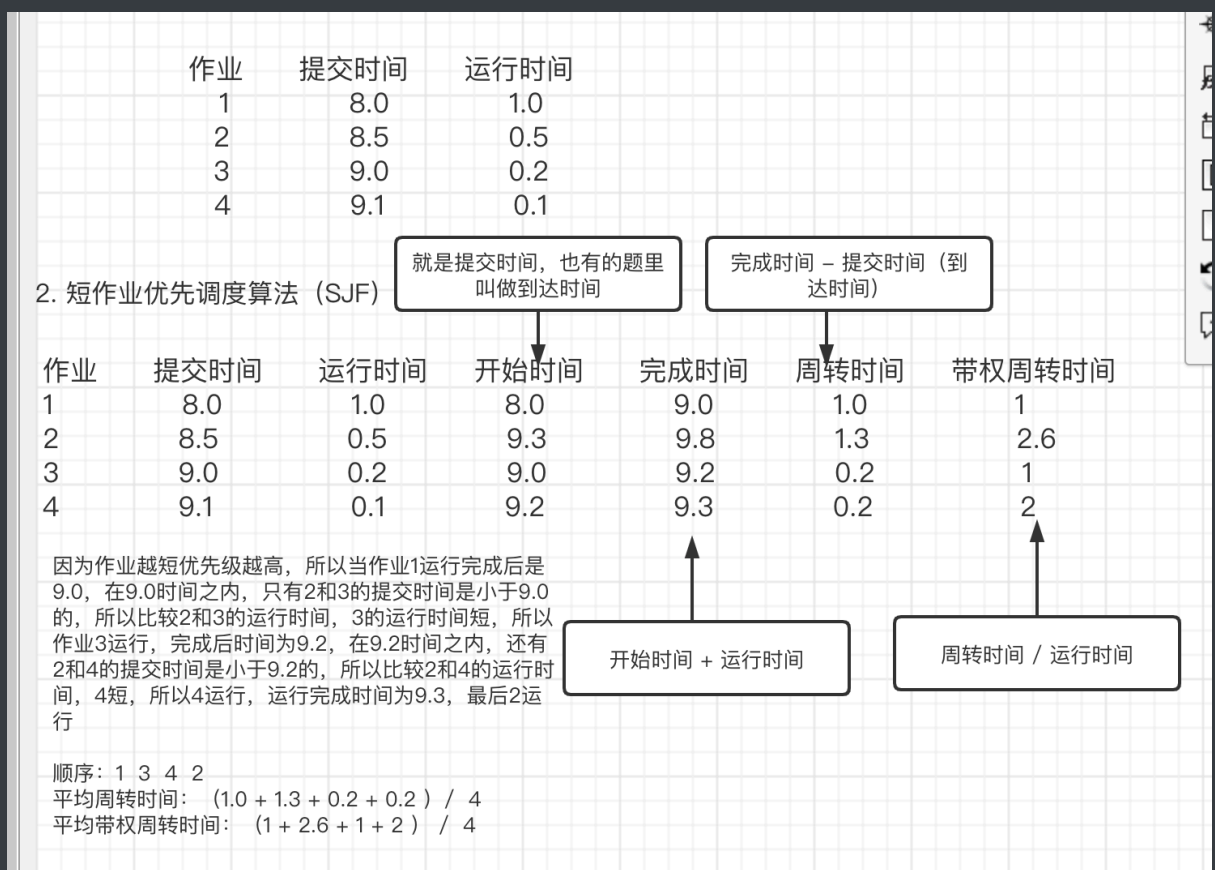 作业 提交时间 运行时间
1 8.0 1.0
2 8.5 0.5
3 9.0 0.2
4 9.1 0.1
就是提交时间，也有的题里
叫做到达时间
完成时间 – 提交时间（到
达时间）
2. 短作业优先调度算法（SJF）
作业 提交时间 运行时间 开始时间 完成时间 周转时间 带权周转时间
1 8.0 1.0 8.0 9.0 1.0 1
2 8.5 0.5 9.3 9.8 1.3 2.6
3 9.0 0.2 9.0 9.2 0.2 1
4 9.1 0.1 9.2 9.3 0.2 2
因为作业越短优先级越高，所以当作业1运行完成后是
9.0，在9.0时间之内，只有2和3的提交时间是小于9.0
的，所以比较2和3的运行时间，3的运行时间短，所以
作业3运行，完成后时间为9.2，在9.2时间之内，还有
2和4的提交时间是小于9.2的，所以比较2和4的运行时
间，4短，所以4运行，运行完成时间为9.3，最后2运
行
开始时间 + 运行时间
周转时间 / 运行时间
顺序：1 3 4 2
平均周转时间：（1.0 + 1.3 + 0.2 + 0.2 ）/ 4
平均带权周转时间：（1 + 2.6 + 1 + 2 ） / 4